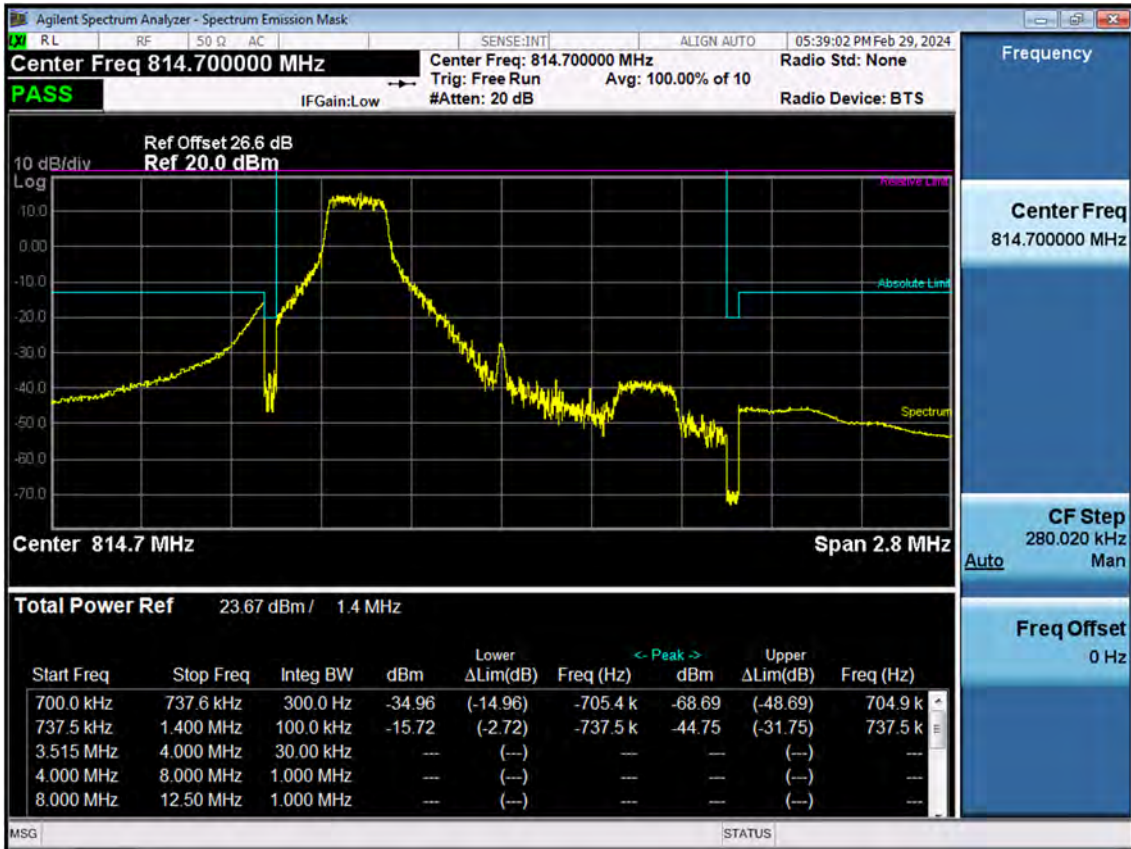 Agilent Spectrum Analyzer - Spectrum Emission Mask
LXI RL RF 50 Ω AC SENSE:INT ALIGN AUTO 05:39:02 PM Feb 29, 2024
Center Freq 814.700000 MHz
Center Freq: 814.700000 MHz Radio Std: None
Trig: Free Run Avg: 100.00% of 10
PASS
IFGain:Low #Atten: 20 dB Radio Device: BTS
Ref Offset 26.6 dB
10 dB/div Ref 20.0 dBm
Log
Relative Limit
10.0
0.00
-10.0
Absolute Limit
-20.0
-30.0
-40.0
Spectrum
-50.0
-60.0
-70.0
Center 814.7 MHz Span 2.8 MHz
Total Power Ref 23.67 dBm / 1.4 MHz
Lower <- Peak -> Upper
Start Freq Stop Freq Integ BW dBm ΔLim(dB) Freq (Hz) dBm ΔLim(dB) Freq (Hz)
700.0 kHz 737.6 kHz 300.0 Hz -34.96 (-14.96) -705.4 k -68.69 (-48.69) 704.9 k
737.5 kHz 1.400 MHz 100.0 kHz -15.72 (-2.72) -737.5 k -44.75 (-31.75) 737.5 k
3.515 MHz 4.000 MHz 30.00 kHz --- (---) --- --- (---) ---
4.000 MHz 8.000 MHz 1.000 MHz --- (---) --- --- (---) ---
8.000 MHz 12.50 MHz 1.000 MHz --- (---) --- --- (---) ---
MSG STATUS
Frequency
Center Freq
814.700000 MHz
CF Step
280.020 kHz
Auto Man
Freq Offset
0 Hz